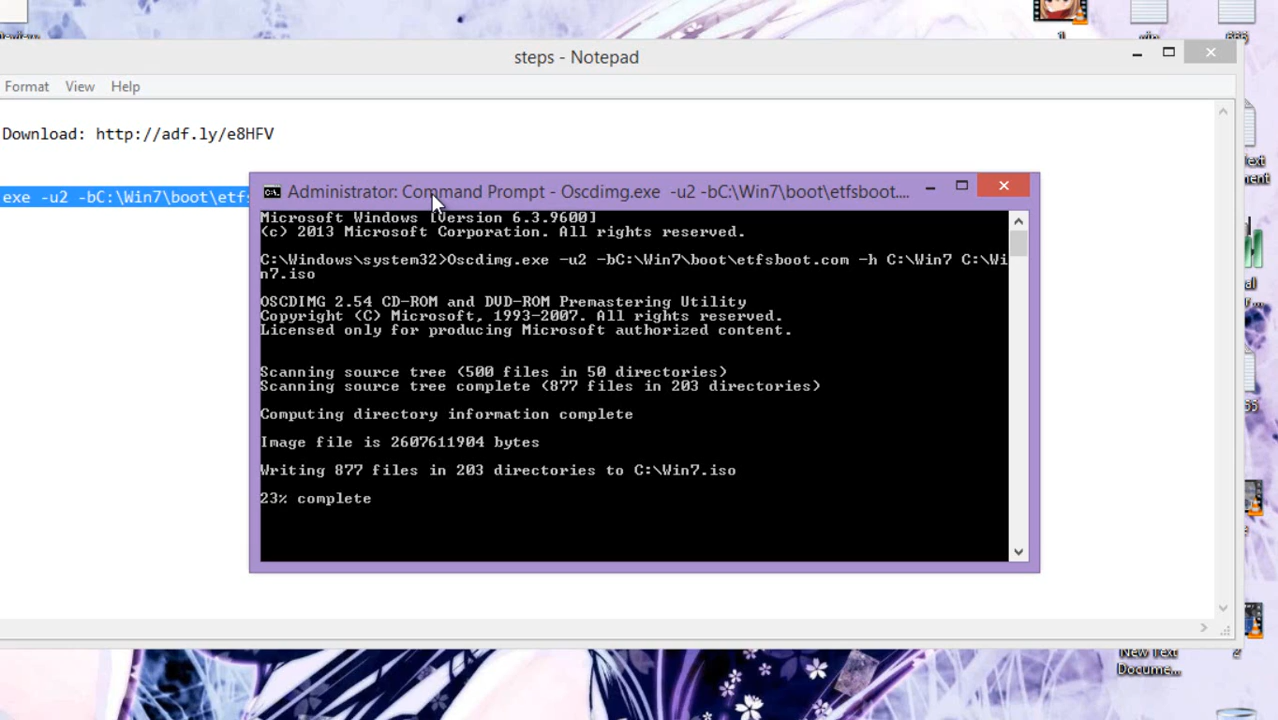 1
win
666
steps - Notepad
Format View Help
Download: http://adf.ly/e8HFV
exe -u2 -bC:\Win7\boot\etfs
Administrator: Command Prompt - Oscdimg.exe -u2 -bC:\Win7\boot\etfsboot....
Microsoft Windows [Version 6.3.9600]
(c) 2013 Microsoft Corporation. All rights reserved.
C:\Windows\system32>Oscdimg.exe -u2 -bC:\Win7\boot\etfsboot.com -h C:\Win7 C:\Wi
n7.iso
OSCDIMG 2.54 CD-ROM and DVD-ROM Premastering Utility
Copyright (C) Microsoft, 1993-2007. All rights reserved.
Licensed only for producing Microsoft authorized content.
Scanning source tree (500 files in 50 directories)
Scanning source tree complete (877 files in 203 directories)
Computing directory information complete
Image file is 2607611904 bytes
Writing 877 files in 203 directories to C:\Win7.iso
23% complete
New Text
Docume...
2